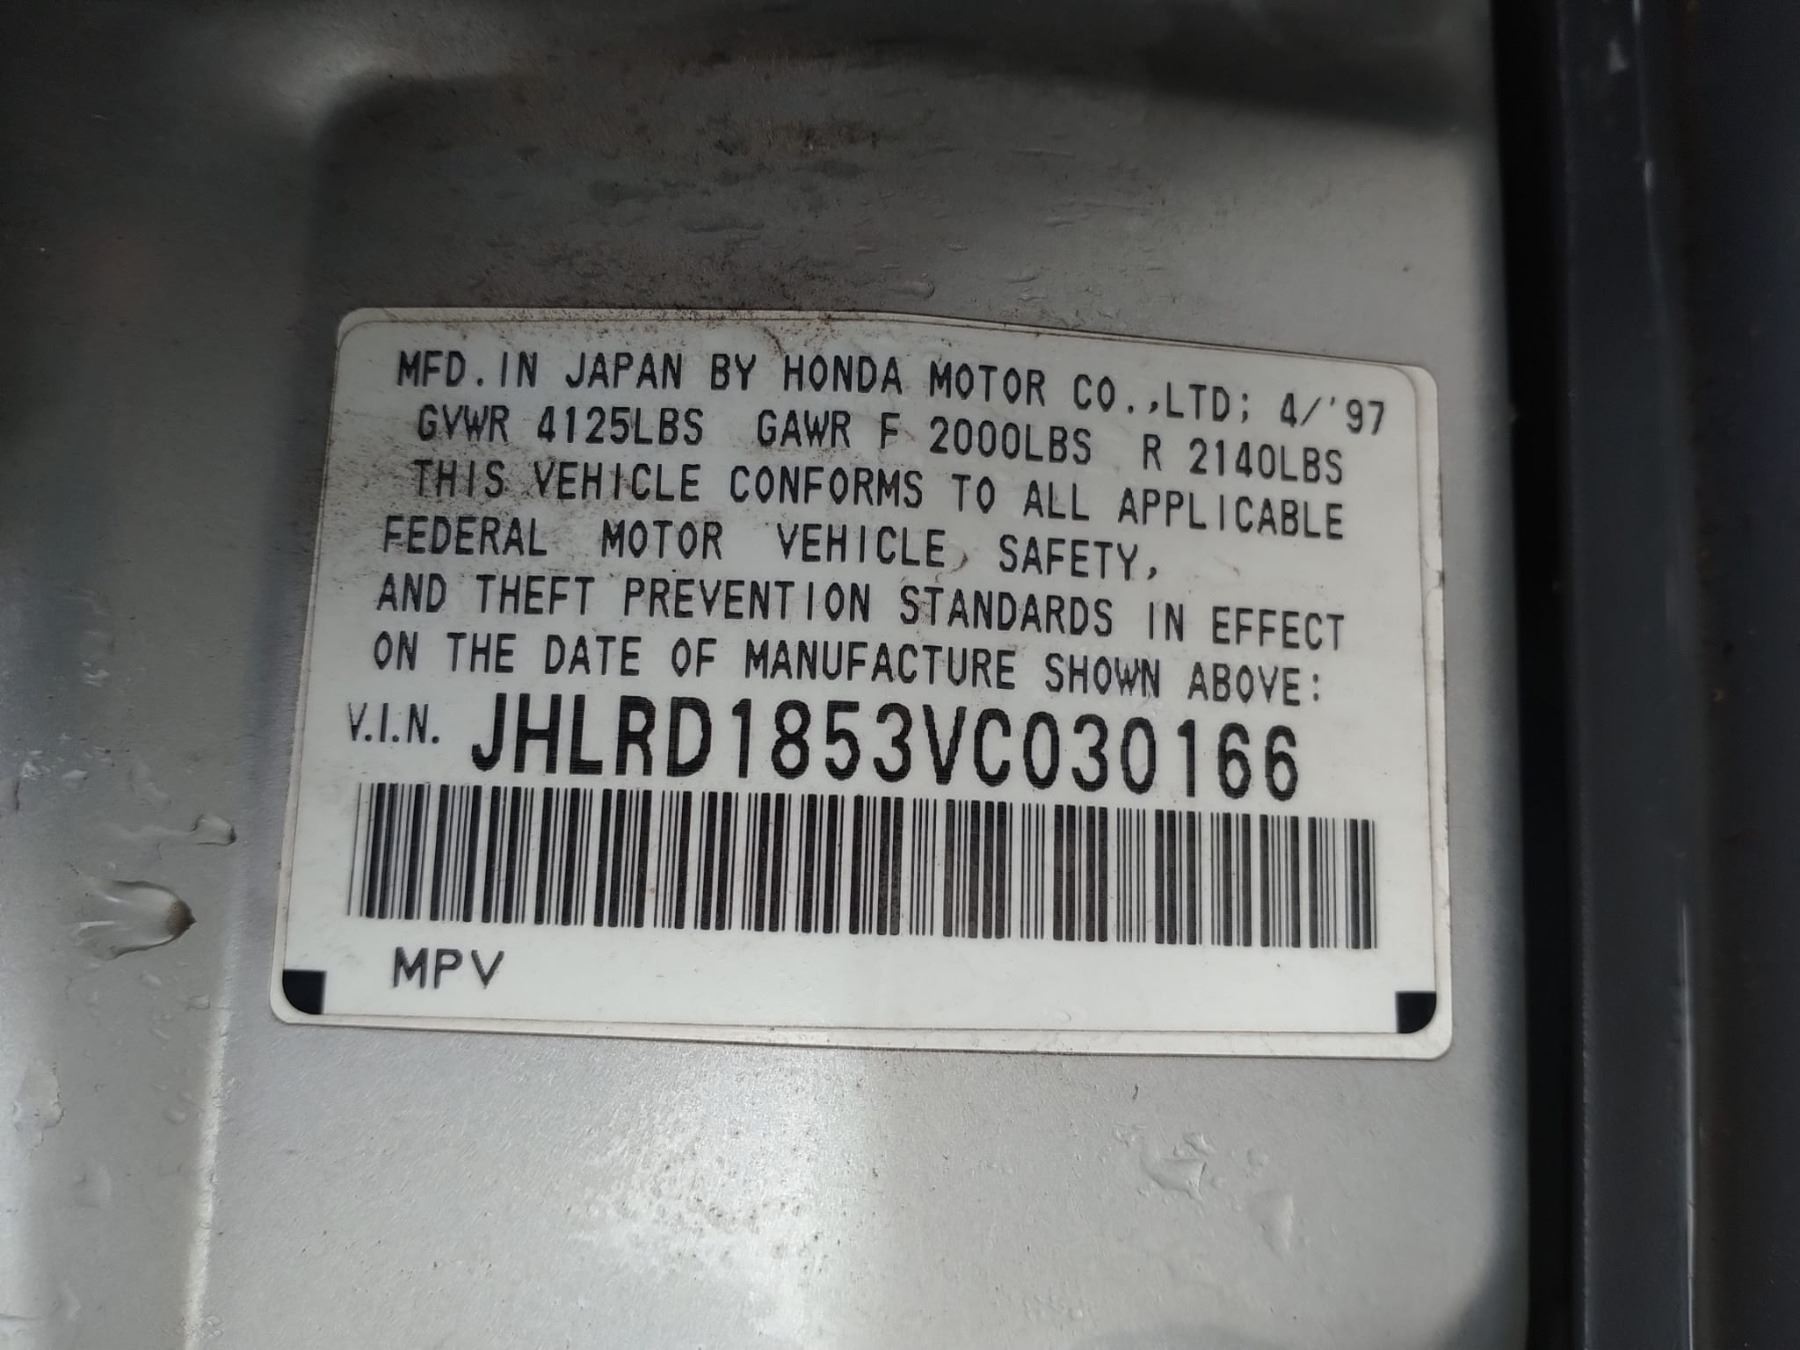 MFD. IN JAPAN BY HONDA MOTOR CO.,LTD; 4/'97
GVWR 4125LBS GAWR F 2000LBS R 2140LBS
THIS VEHICLE CONFORMS TO ALL APPLICABLE
FEDERAL MOTOR VEHICLE SAFETY,
AND THEFT PREVENTION STANDARDS IN EFFECT
ON THE DATE OF MANUFACTURE SHOWN ABOVE:
V.I.N. JHLRD1853VC030166
MPV